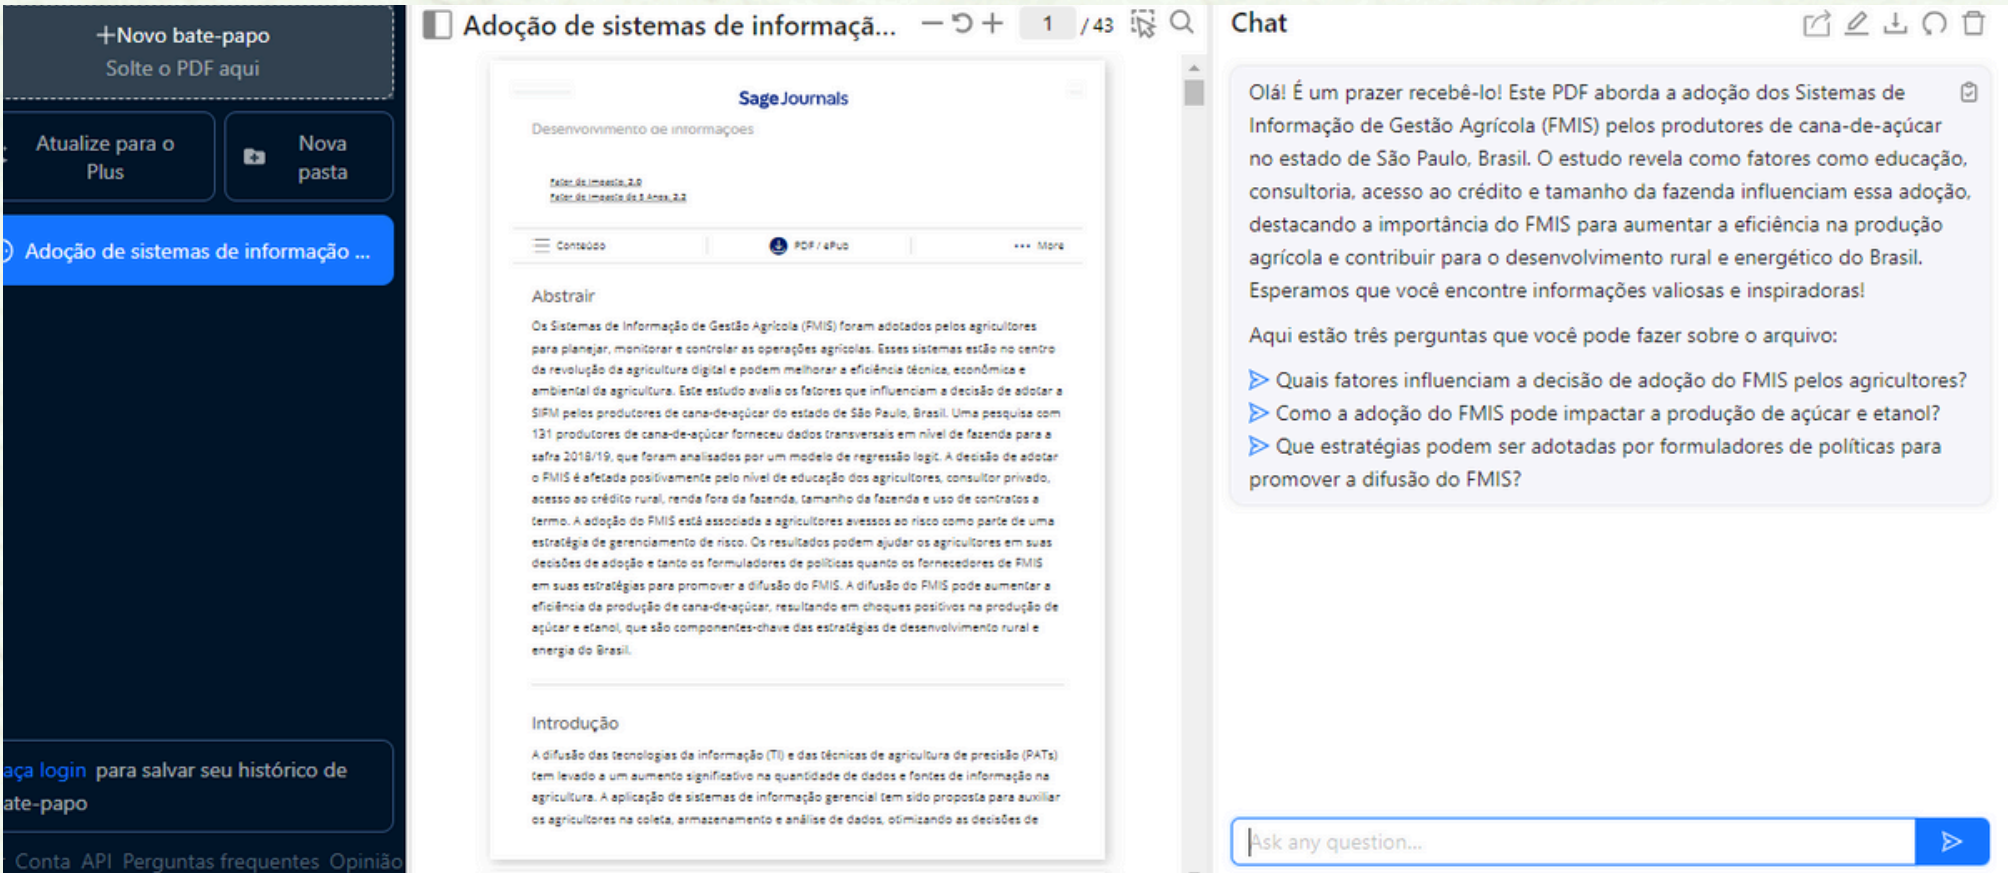 +Novo bate-papo
Solte o PDF aqui
Atualize para o
Plus
Nova
pasta
Adoção de sistemas de informação ...
aça login para salvar seu histórico de
ate-papo
Conta API Perguntas frequentes Opinião
Adoção de sistemas de informaçã...
1 / 43
Sage Journals
Desenvolvimento de informações
Fator de Impacto: 2.0
Fator de Impacto de 5 Anos: 2.2
Conteúdo
PDF / ePub
••• More
Abstrair
Os Sistemas de Informação de Gestão Agrícola (FMIS) foram adotados pelos agricultores
para planejar, monitorar e controlar as operações agrícolas. Esses sistemas estão no centro
da revolução da agricultura digital e podem melhorar a eficiência técnica, econômica e
ambiental da agricultura. Este estudo avalia os fatores que influenciam a decisão de adotar a
SIFM pelos produtores de cana-de-açúcar do estado de São Paulo, Brasil. Uma pesquisa com
131 produtores de cana-de-açúcar forneceu dados transversais em nível de fazenda para a
safra 2018/19, que foram analisados por um modelo de regressão logit. A decisão de adotar
o FMIS é afetada positivamente pelo nível de educação dos agricultores, consultor privado,
acesso ao crédito rural, renda fora da fazenda, tamanho da fazenda e uso de contratos a
termo. A adoção do FMIS está associada a agricultores avessos ao risco como parte de uma
estratégia de gerenciamento de risco. Os resultados podem ajudar os agricultores em suas
decisões de adoção e tanto os formuladores de políticas quanto os fornecedores de FMIS
em suas estratégias para promover a difusão do FMIS. A difusão do FMIS pode aumentar a
eficiência da produção de cana-de-açúcar, resultando em choques positivos na produção de
açúcar e etanol, que são componentes-chave das estratégias de desenvolvimento rural e
energia do Brasil.
Introdução
A difusão das tecnologias da informação (TI) e das técnicas de agricultura de precisão (PATs)
tem levado a um aumento significativo na quantidade de dados e fontes de informação na
agricultura. A aplicação de sistemas de informação gerencial tem sido proposta para auxiliar
os agricultores na coleta, armazenamento e análise de dados, otimizando as decisões de
Chat
Olá! É um prazer recebê-lo! Este PDF aborda a adoção dos Sistemas de
Informação de Gestão Agrícola (FMIS) pelos produtores de cana-de-açúcar
no estado de São Paulo, Brasil. O estudo revela como fatores como educação,
consultoria, acesso ao crédito e tamanho da fazenda influenciam essa adoção,
destacando a importância do FMIS para aumentar a eficiência na produção
agrícola e contribuir para o desenvolvimento rural e energético do Brasil.
Esperamos que você encontre informações valiosas e inspiradoras!
Aqui estão três perguntas que você pode fazer sobre o arquivo:
Quais fatores influenciam a decisão de adoção do FMIS pelos agricultores?
Como a adoção do FMIS pode impactar a produção de açúcar e etanol?
Que estratégias podem ser adotadas por formuladores de políticas para
promover a difusão do FMIS?
Ask any question...